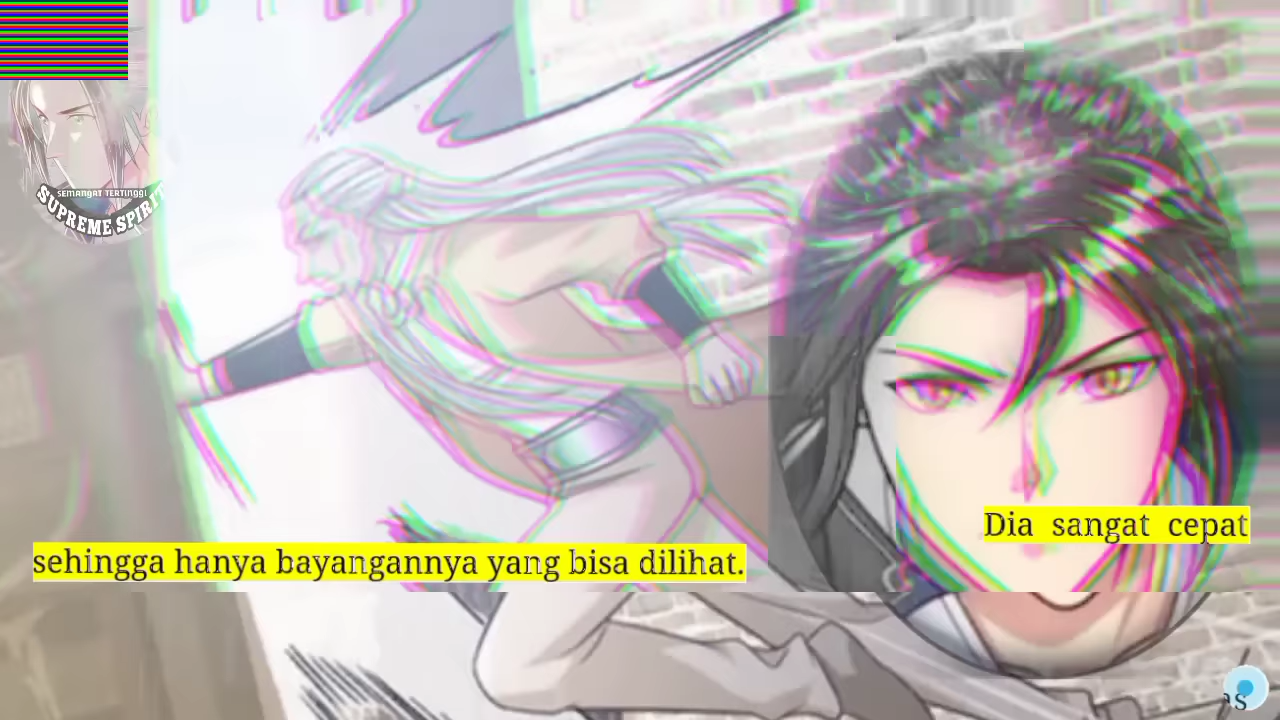 SEMANGAT TERTINGGI
SUPREME SPIRIT
Dia sangat cepat
sehingga hanya bayangannya yang bisa dilihat.